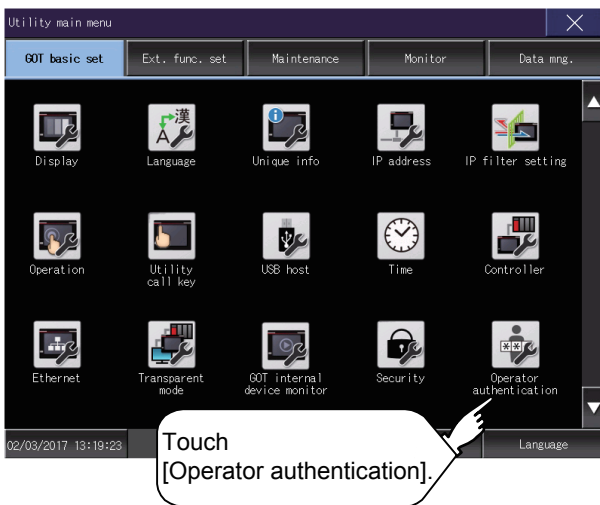 Utility main menu
GOT basic set
Ext. func. set
Maintenance
Monitor
Data mng.
漢
A
Display
Language
Unique info
IP address
IP filter setting
Operation
Utility
call key
USB host
Time
Controller
**
Ethernet
Transparent
mode
GOT internal
device monitor
Security
Operator
authentication
02/03/2017 13:19:23
Language
Touch
[Operator authentication].